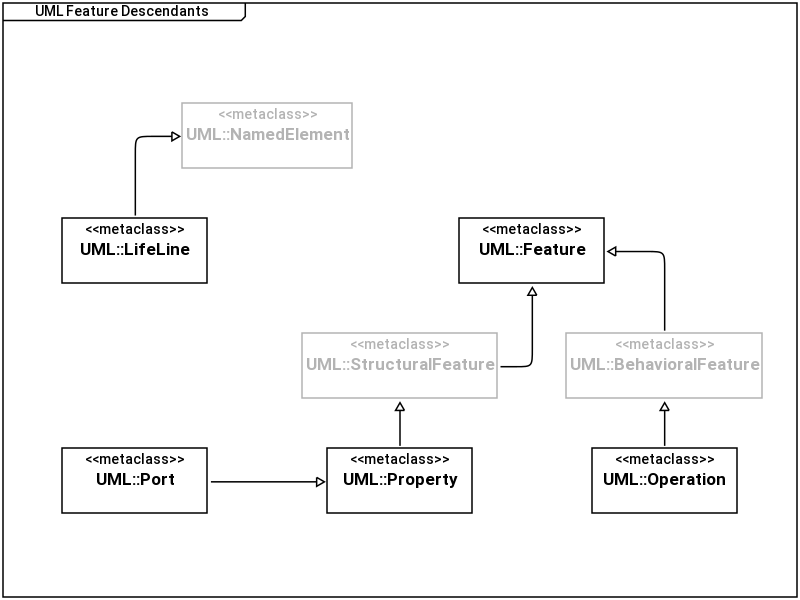 UML Feature Descendants
<<metaclass>>
UML::NamedElement
<<metaclass>>
UML::LifeLine
<<metaclass>>
UML::Feature
<<metaclass>>
UML::StructuralFeature
<<metaclass>>
UML::BehavioralFeature
<<metaclass>>
UML::Port
<<metaclass>>
UML::Property
<<metaclass>>
UML::Operation